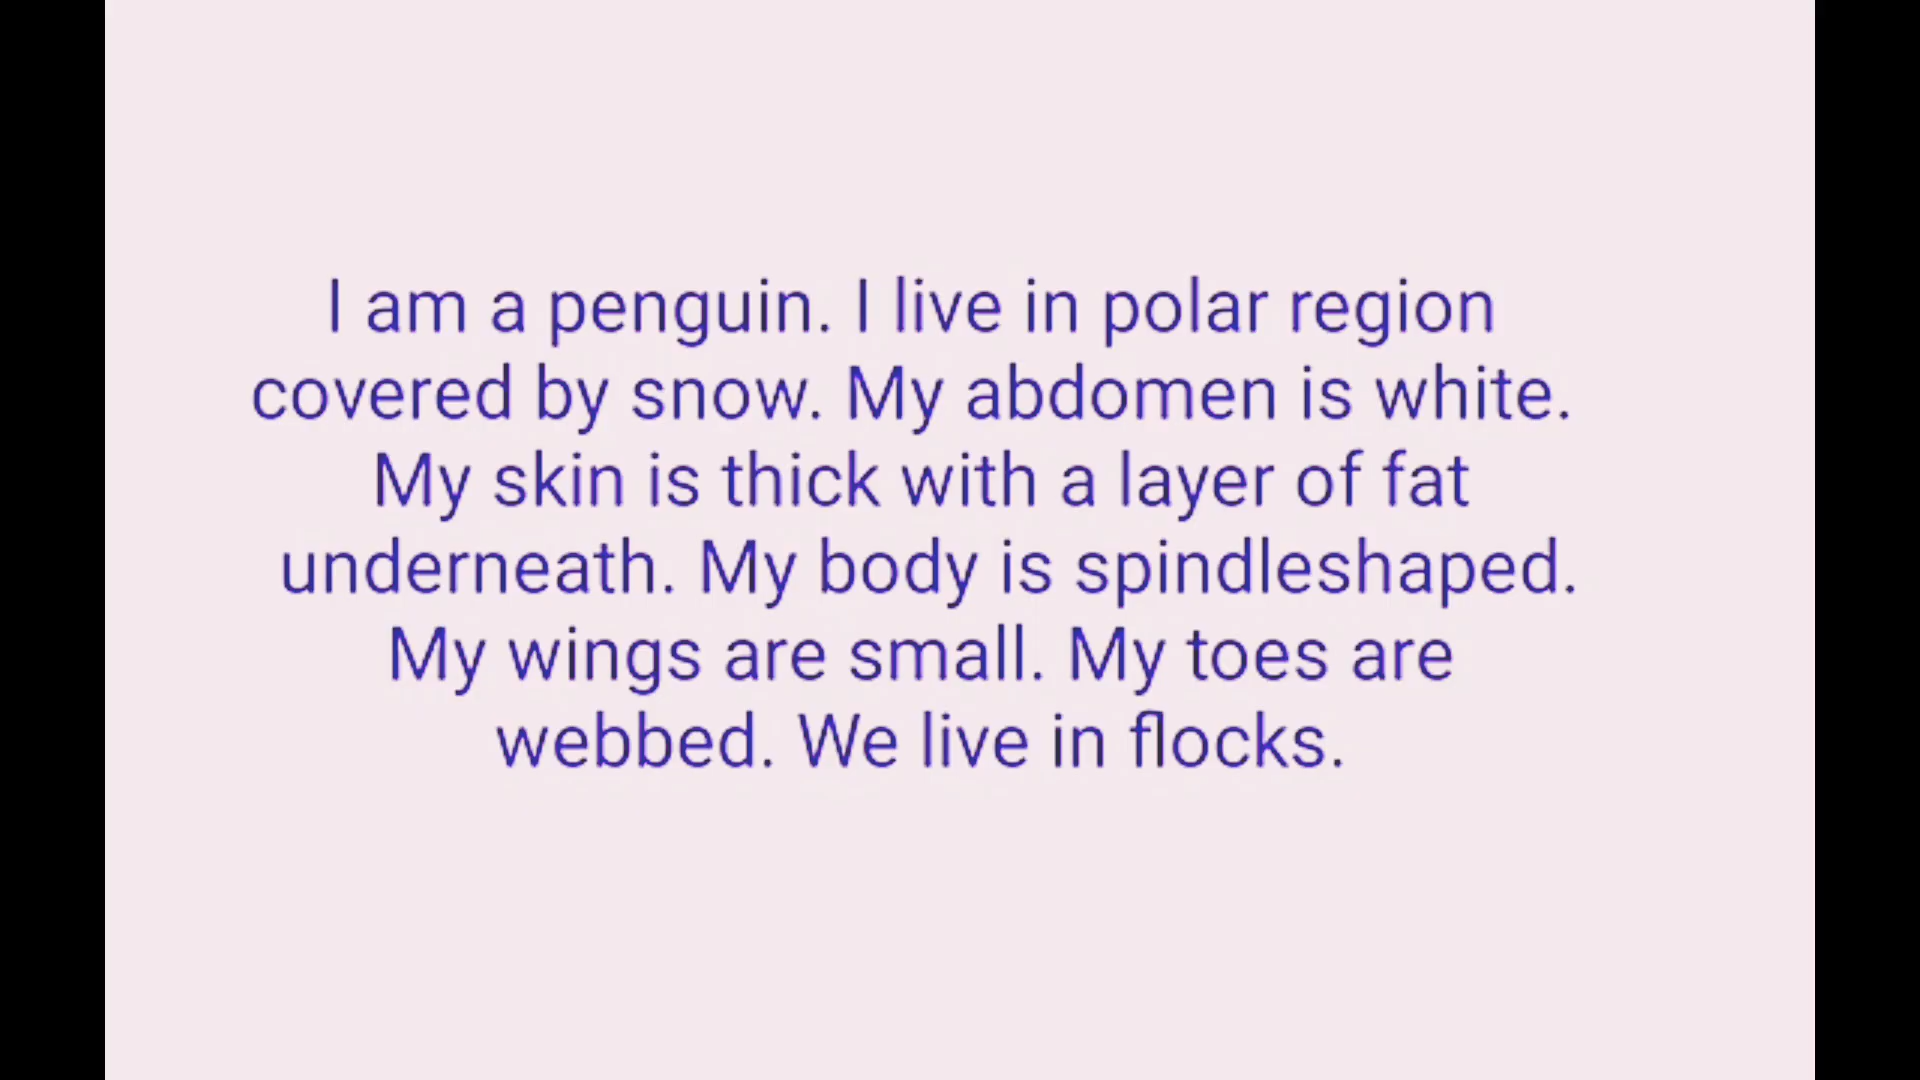 I am a penguin. I live in polar region
covered by snow. My abdomen is white.
My skin is thick with a layer of fat
underneath. My body is spindleshaped.
My wings are small. My toes are
webbed. We live in flocks.